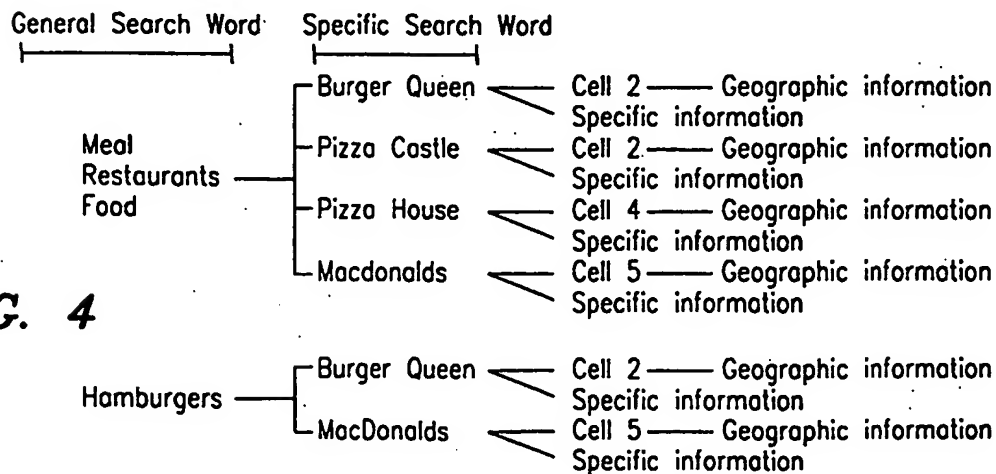 General Search Word Specific Search Word
Burger Queen Cell 2 Geographic information
Specific information
Meal
Pizza Castle Cell 2 Geographic information
Restaurants
Specific information
Food
Pizza House Cell 4 Geographic information
Specific information
Macdonalds Cell 5 Geographic information
Specific information
G. 4
Burger Queen Cell 2 Geographic information
Hamburgers
Specific information
MacDonalds Cell 5 Geographic information
Specific information